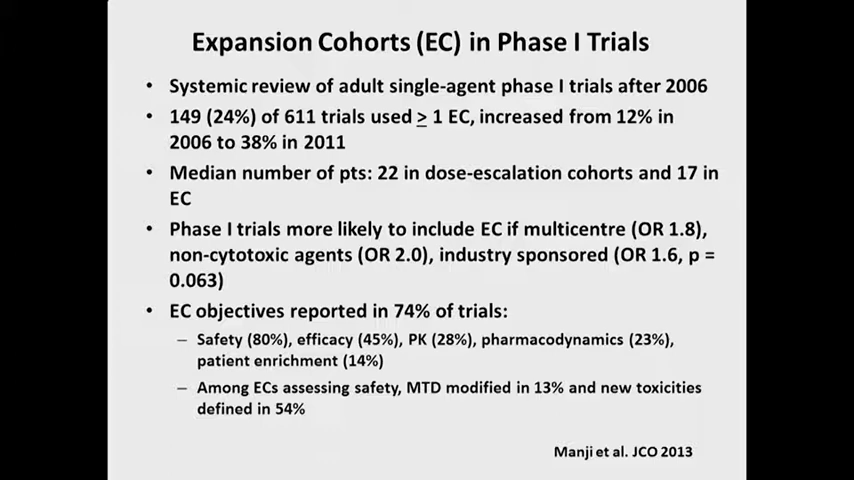 Expansion Cohorts (EC) in Phase I Trials
• Systemic review of adult single-agent phase I trials after 2006
• 149 (24%) of 611 trials used ≥ 1 EC, increased from 12% in
2006 to 38% in 2011
• Median number of pts: 22 in dose-escalation cohorts and 17 in
EC
• Phase I trials more likely to include EC if multicentre (OR 1.8),
non-cytotoxic agents (OR 2.0), industry sponsored (OR 1.6, p =
0.063)
• EC objectives reported in 74% of trials:
– Safety (80%), efficacy (45%), PK (28%), pharmacodynamics (23%),
patient enrichment (14%)
– Among ECs assessing safety, MTD modified in 13% and new toxicities
defined in 54%
Manji et al. JCO 2013